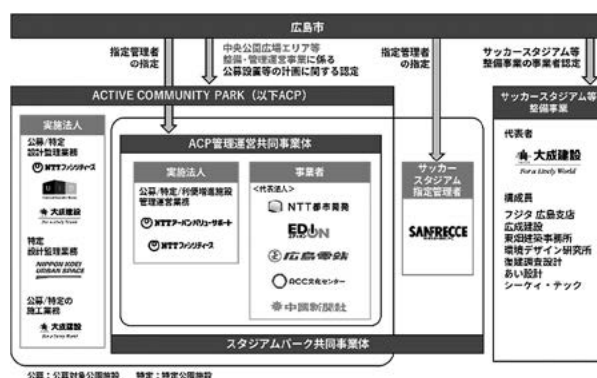 広島市
指定管理者
の指定
中央公園広場エリア等
整備・管理運営事業に係る
公募設置等の計画に関する認定
指定管理者
の指定
サッカースタジアム等
整備事業の事業者認定
ACTIVE COMMUNITY PARK(以下ACP)
実施法人
公募/特定
設計監理業務
NTTファシリティーズ
大成建設
For a Lively World
特定
設計監理業務
NIPPON KOEI
URBAN SPACE
公募/特定の
施工業務
大成建設
For a Lively World
ACP管理運営共同事業体
実施法人
公募/特定/利便増進施設
管理運営業務
NTTアーバンバリューサポート
NTTファシリティーズ
事業者
<代表法人>
NTT都市開発
EDION
広島電鉄
RCC文化センター
中國新聞社
サッカー
スタジアム
指定管理者
SANFRECCE
スタジアムパーク共同事業体
サッカースタジアム等
整備事業
代表者
大成建設
For a Lively World
構成員
フジタ 広島支店
広成建設
東畑建築事務所
環境デザイン研究所
復建調査設計
あい設計
シーケィ・テック
公募:公募対象公園施設 特定:特定公園施設